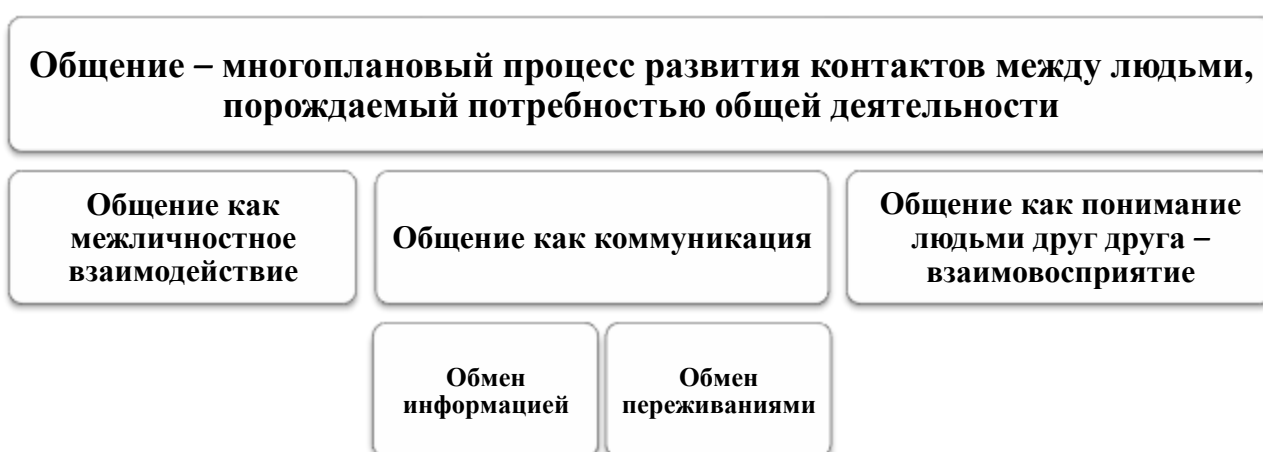 Общение – многоплановый процесс развития контактов между людьми,
порождаемый потребностью общей деятельности
Общение как
межличностное
взаимодействие
Общение как коммуникация
Общение как понимание
людьми друг друга –
взаимовосприятие
Обмен
информацией
Обмен
переживаниями